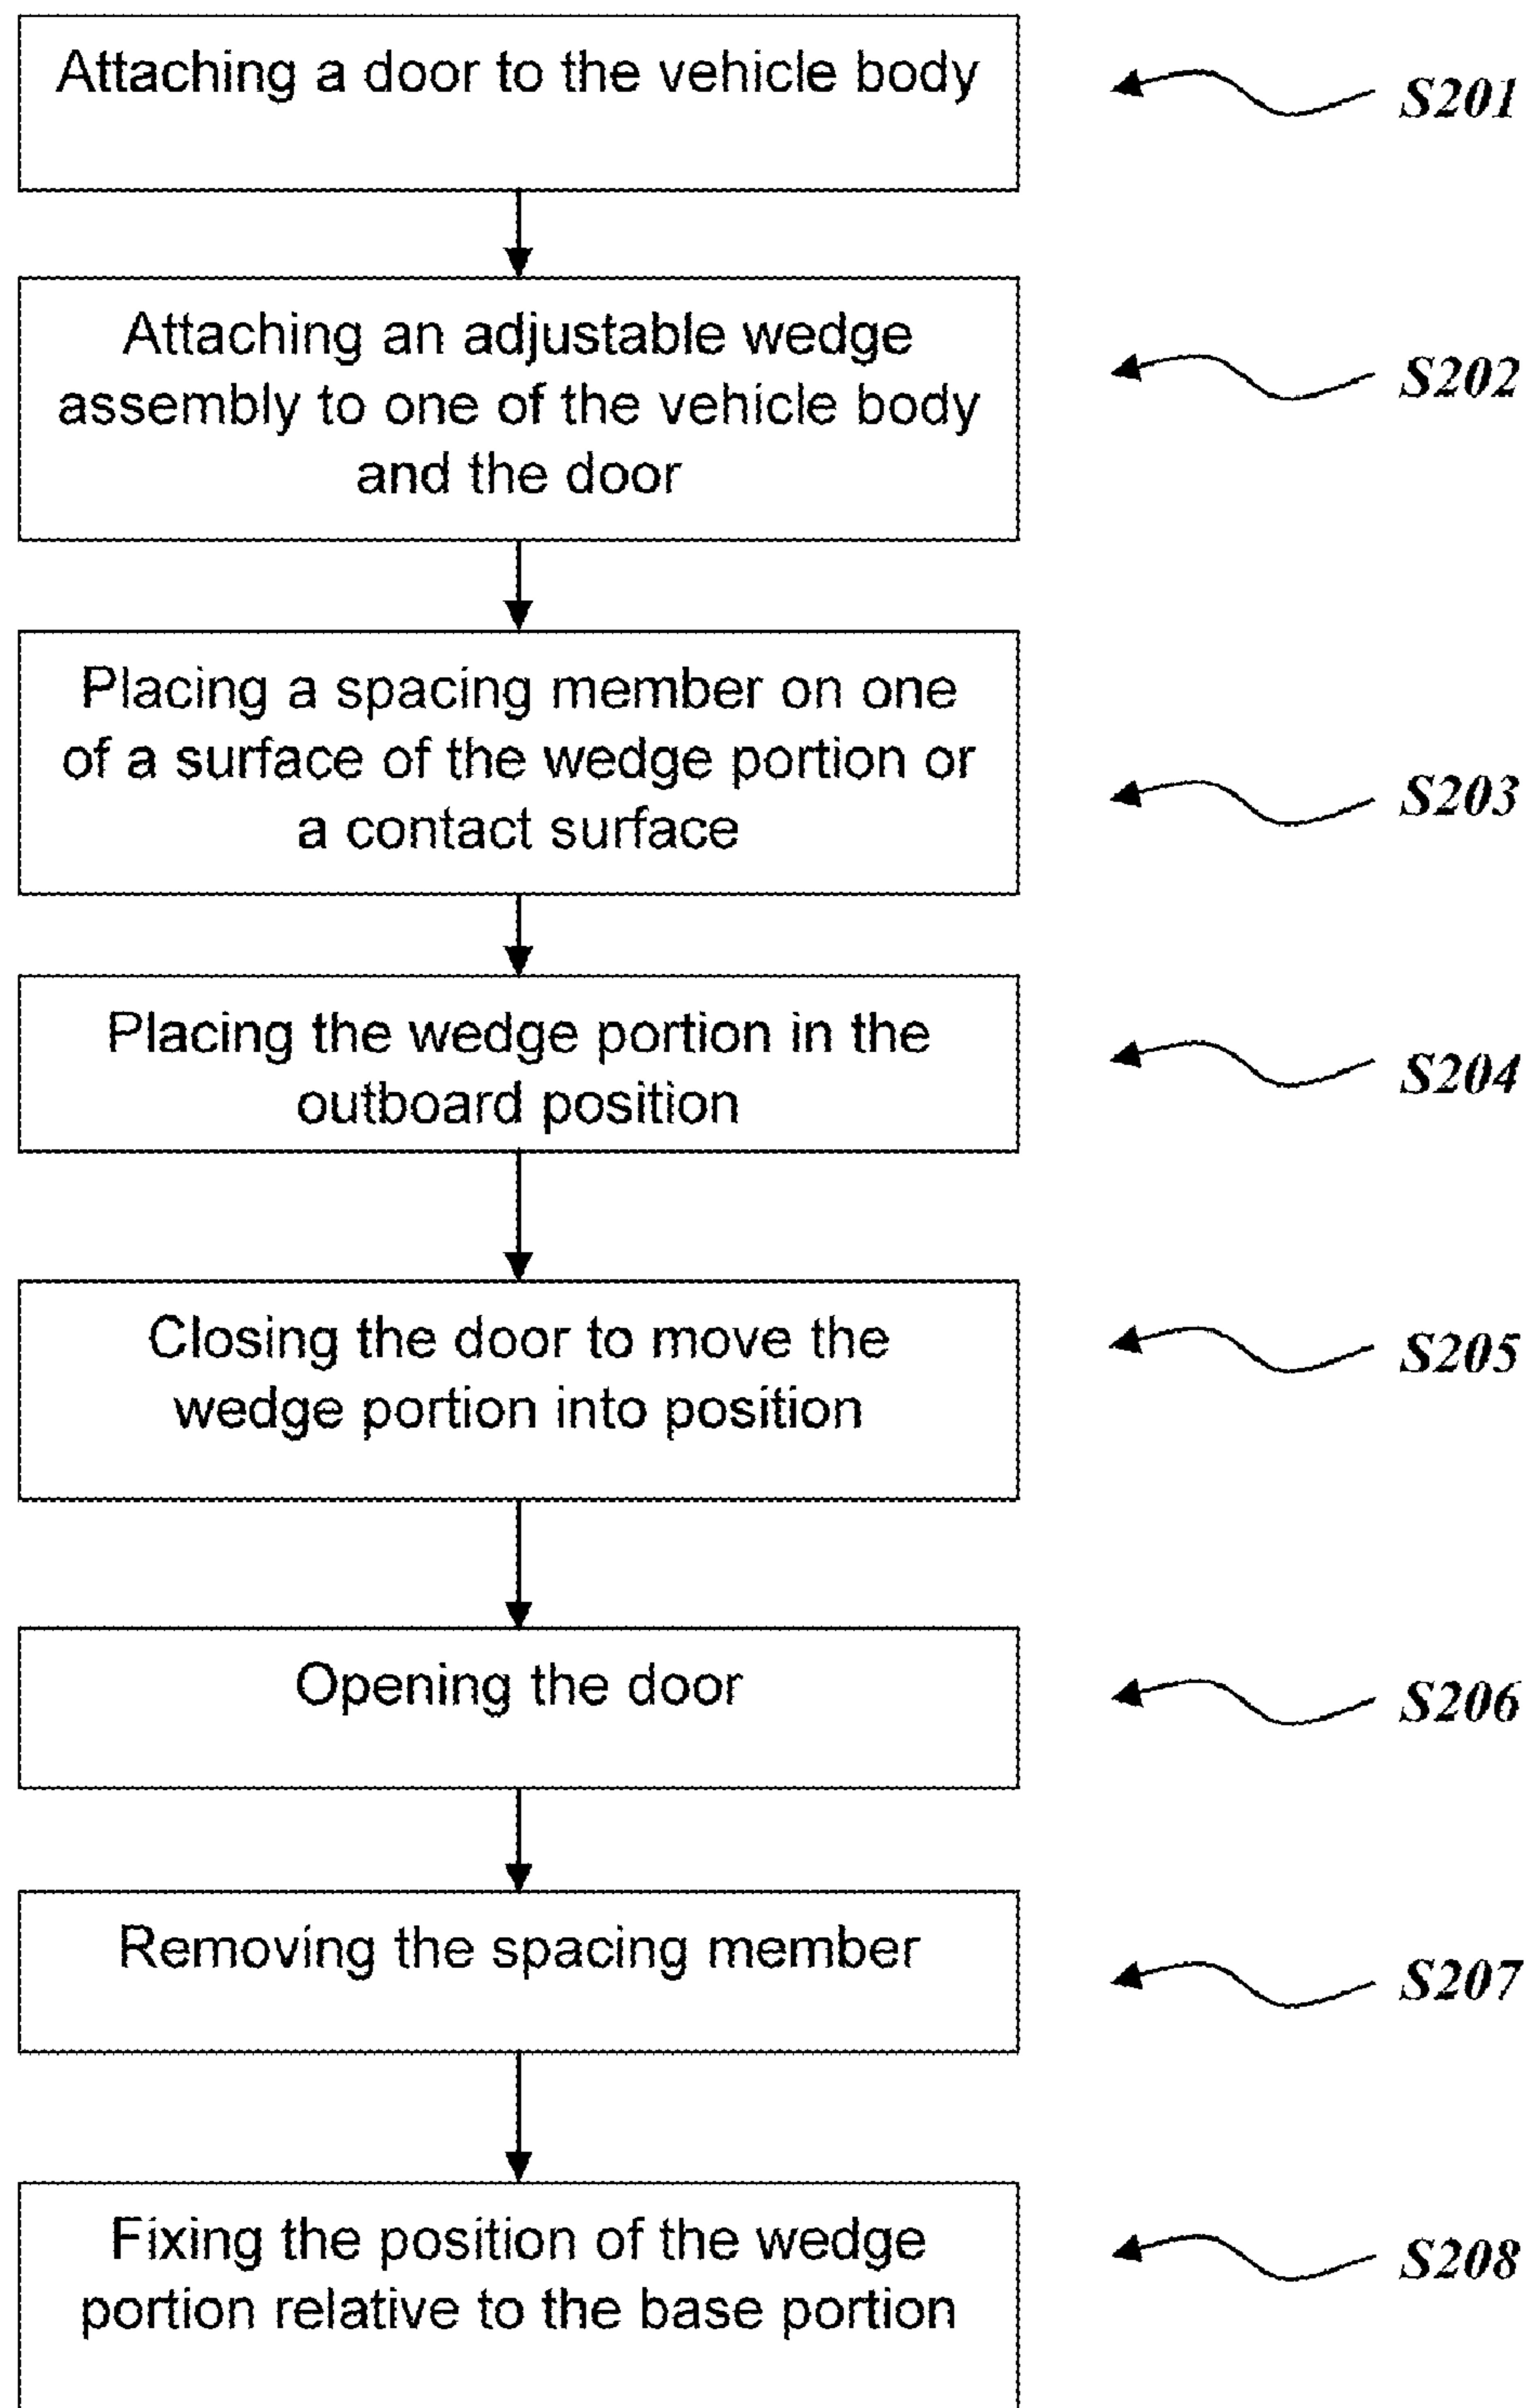 Attaching a door to the vehicle body
S201
Attaching an adjustable wedge
assembly to one of the vehicle body
and the door
S202
Placing a spacing member on one
of a surface of the wedge portion or
a contact surface
S203
Placing the wedge portion in the
outboard position
S204
Closing the door to move the
wedge portion into position
S205
Opening the door
S206
Removing the spacing member
S207
Fixing the position of the wedge
portion relative to the base portion
S208